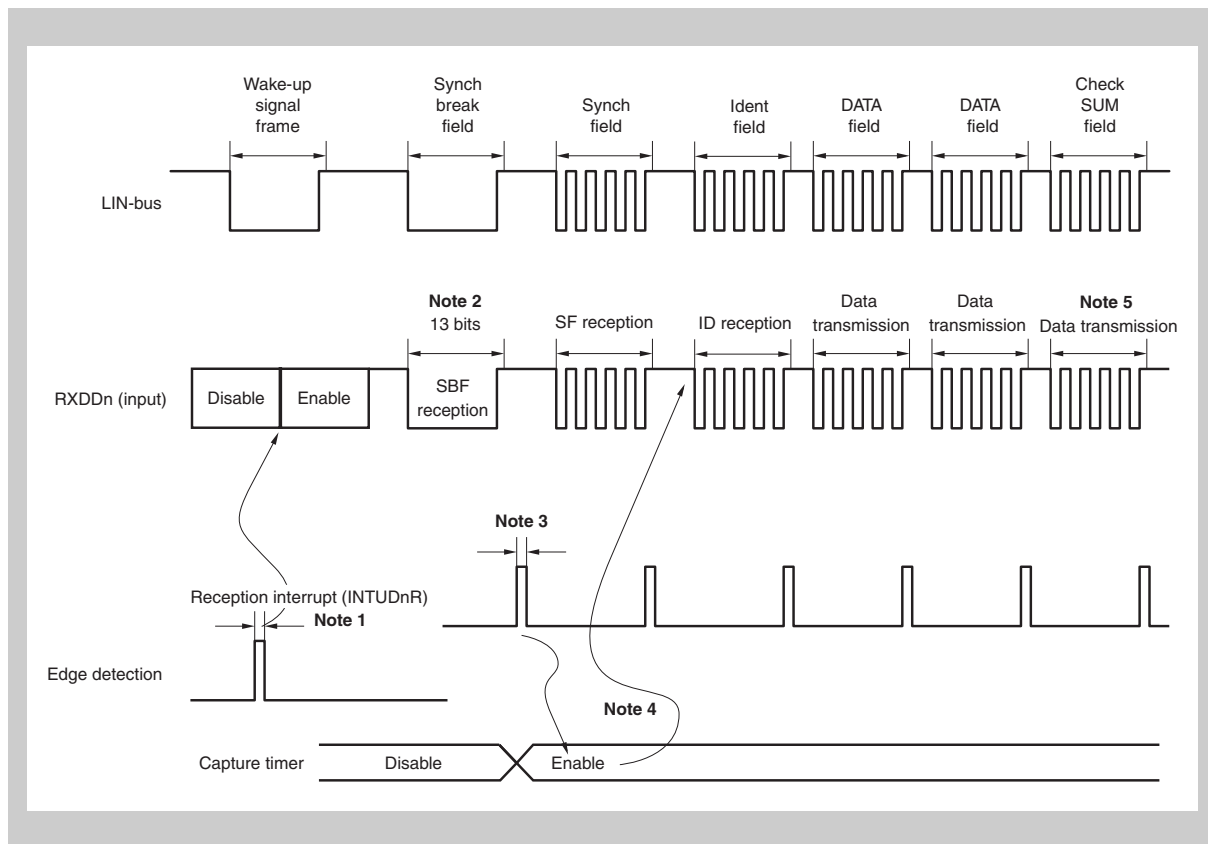 Wake-up
signal
frame
Synch
break
field
Synch
field
Ident
field
DATA
field
DATA
field
Check
SUM
field
LIN-bus
Note 2
13 bits
SF reception
ID reception
Data
transmission
Data
transmission
Note 5
Data transmission
RXDDn (input)
Disable
Enable
SBF
reception
Note 3
Reception interrupt (INTUDnR)
Note 1
Edge detection
Note 4
Capture timer
Disable
Enable